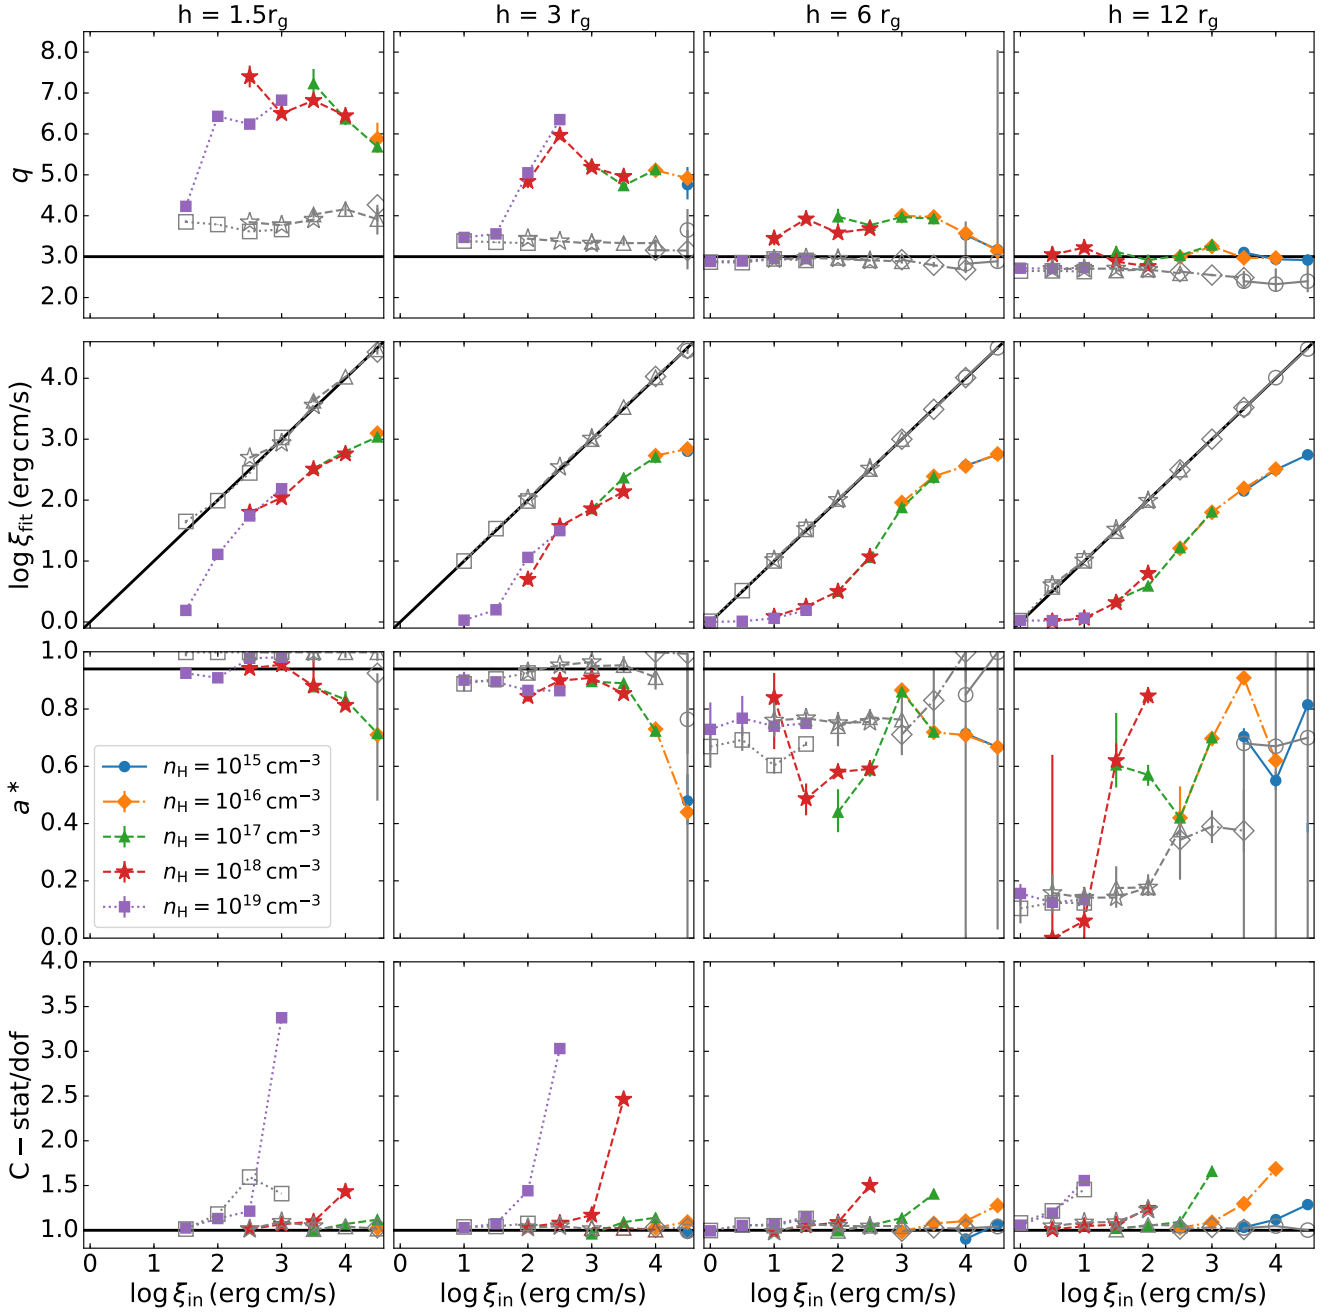 h = 1.5r_g
h = 3 r_g
h = 6 r_g
h = 12 r_g
q
8.0
7.0
6.0
5.0
4.0
3.0
2.0
log ξ_fit (erg cm/s)
4.0
3.0
2.0
1.0
0.0
a*
1.0
0.8
0.6
0.4
0.2
0.0
n_H = 10^15 cm^−3
n_H = 10^16 cm^−3
n_H = 10^17 cm^−3
n_H = 10^18 cm^−3
n_H = 10^19 cm^−3
C − stat/dof
4.0
3.5
3.0
2.5
2.0
1.5
1.0
0 1 2 3 4
0 1 2 3 4
0 1 2 3 4
0 1 2 3 4
log ξ_in (erg cm/s)
log ξ_in (erg cm/s)
log ξ_in (erg cm/s)
log ξ_in (erg cm/s)